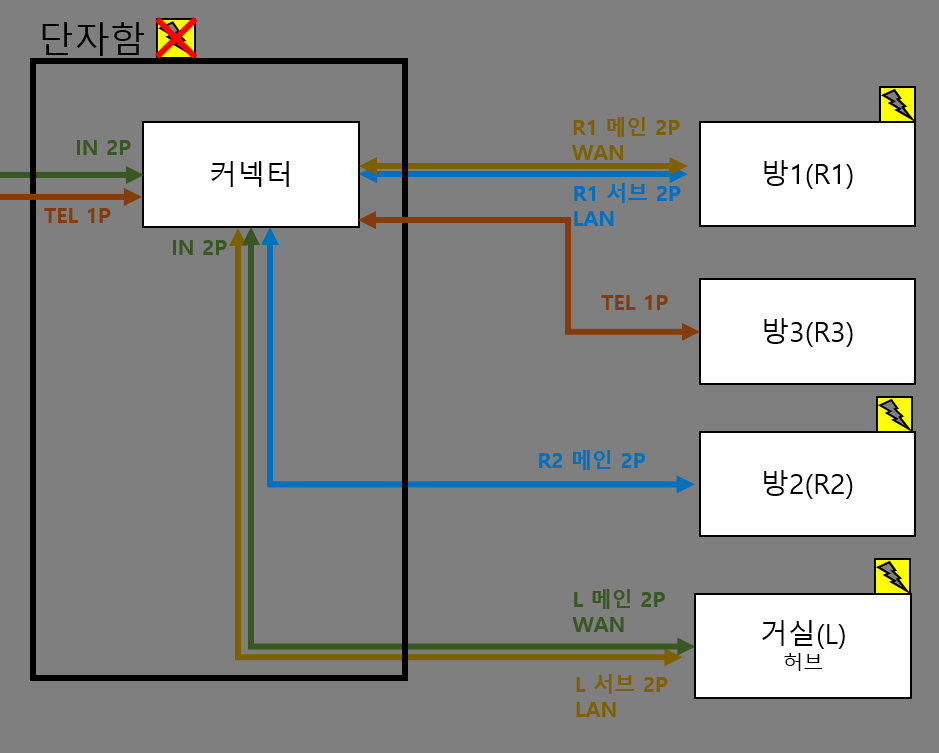 단자함
IN 2P
TEL 1P
커넥터
IN 2P
R1 메인 2P
WAN
R1 서브 2P
LAN
방1(R1)
TEL 1P
방3(R3)
R2 메인 2P
방2(R2)
L 메인 2P
WAN
L 서브 2P
LAN
거실(L)
허브